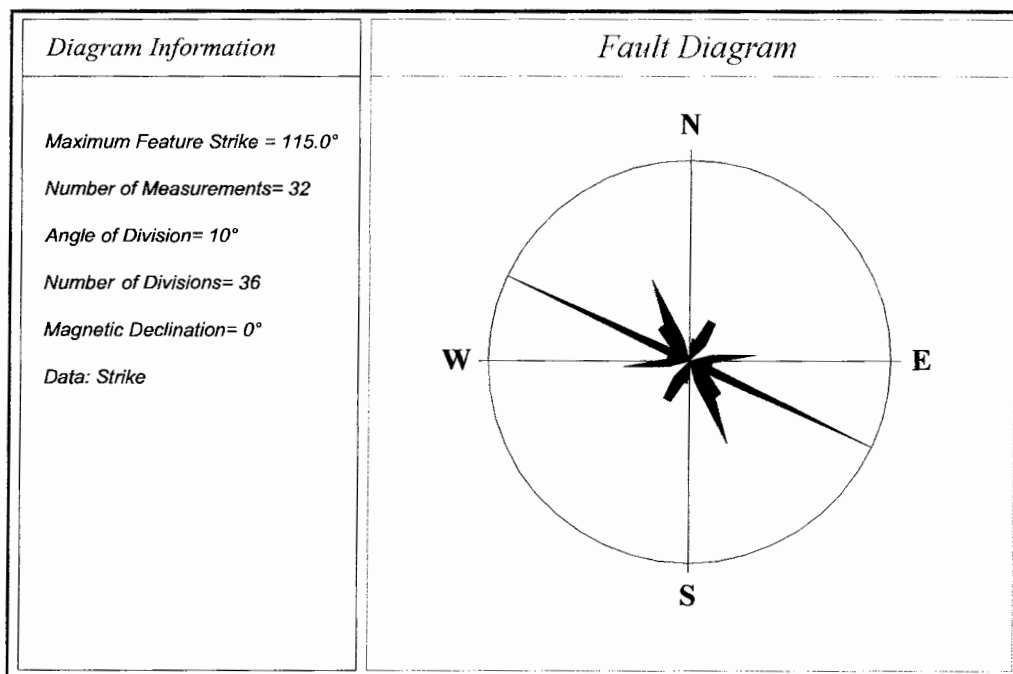 Diagram Information
Maximum Feature Strike = 115.0°
Number of Measurements= 32
Angle of Division= 10°
Number of Divisions= 36
Magnetic Declination= 0°
Data: Strike
Fault Diagram
N
W
E
S